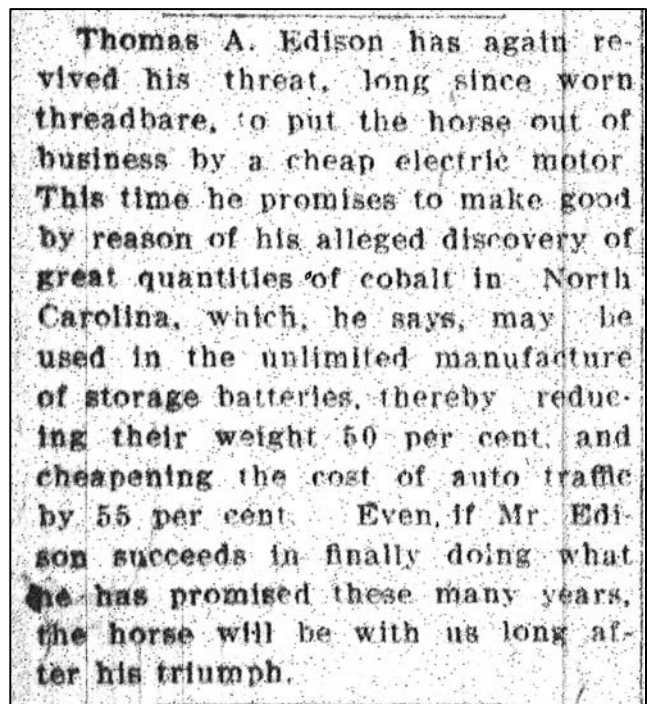 Thomas A. Edison has again re-
vived his threat, long since worn
threadbare, to put the horse out of
business by a cheap electric motor
This time he promises to make good
by reason of his alleged discovery of
great quantities of cobalt in North
Carolina, which, he says, may be
used in the unlimited manufacture
of storage batteries, thereby reduc-
ing their weight 50 per cent. and
cheapening the cost of auto traffic
by 55 per cent. Even, if Mr. Edi-
son succeeds in finally doing what
he has promised these many years,
the horse will be with us long af-
ter his triumph.